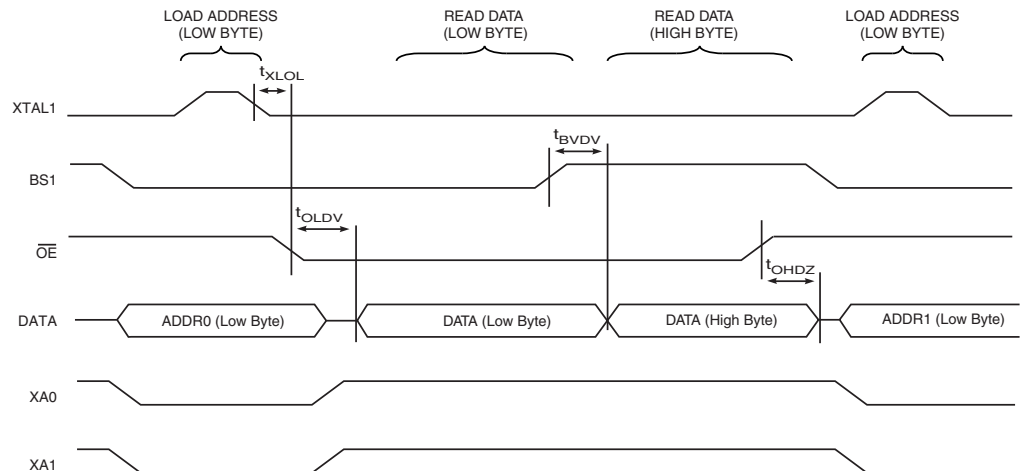 LOAD ADDRESS
(LOW BYTE)
READ DATA
(LOW BYTE)
READ DATA
(HIGH BYTE)
LOAD ADDRESS
(LOW BYTE)
tXLOL
XTAL1
tBVDV
BS1
tOLDV
OE
tOHDZ
DATA
ADDR0 (Low Byte)
DATA (Low Byte)
DATA (High Byte)
ADDR1 (Low Byte)
XA0
XA1